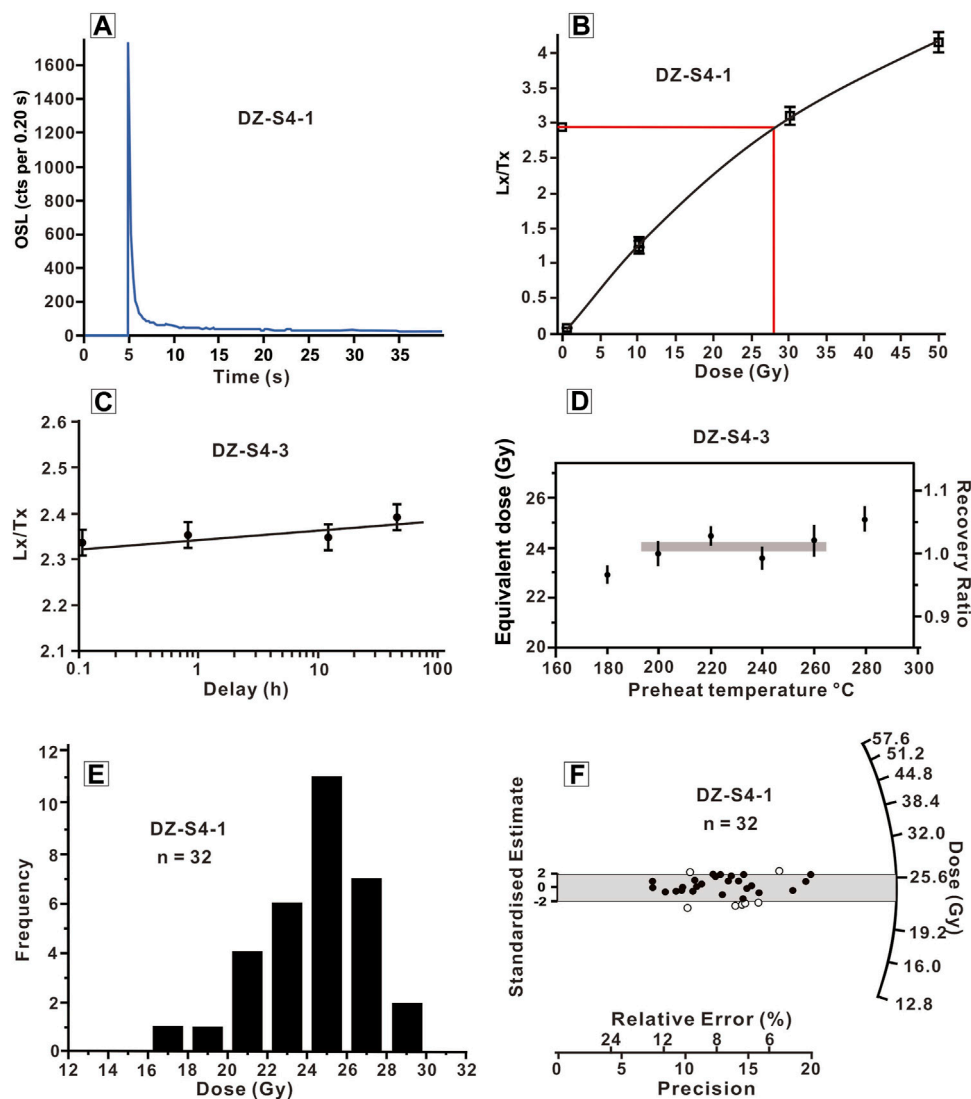 A
DZ-S4-1
OSL (cts per 0.20 s)
1600
1400
1200
1000
800
600
400
200
0
0 5 10 15 20 25 30 35
Time (s)
B
DZ-S4-1
Lx/Tx
4
3.5
3
2.5
2
1.5
1
0.5
0
0 5 10 15 20 25 30 35 40 45 50
Dose (Gy)
C
DZ-S4-3
Lx/Tx
2.6
2.5
2.4
2.3
2.2
2.1
0.1 1 10 100
Delay (h)
D
DZ-S4-3
Equivalent dose (Gy)
26
24
22
20
1.1
1.0
0.9
Recovery Ratio
160 180 200 220 240 260 280 300
Preheat temperature °C
E
DZ-S4-1
n = 32
Frequency
12
10
8
6
4
2
0
12 14 16 18 20 22 24 26 28 30 32
Dose (Gy)
F
DZ-S4-1
n = 32
Standardised Estimate
2
0
-2
57.6
51.2
44.8
38.4
32.0
25.6
19.2
16.0
12.8
Dose (Gy)
Relative Error (%)
24 12 8 6
0 5 10 15 20
Precision